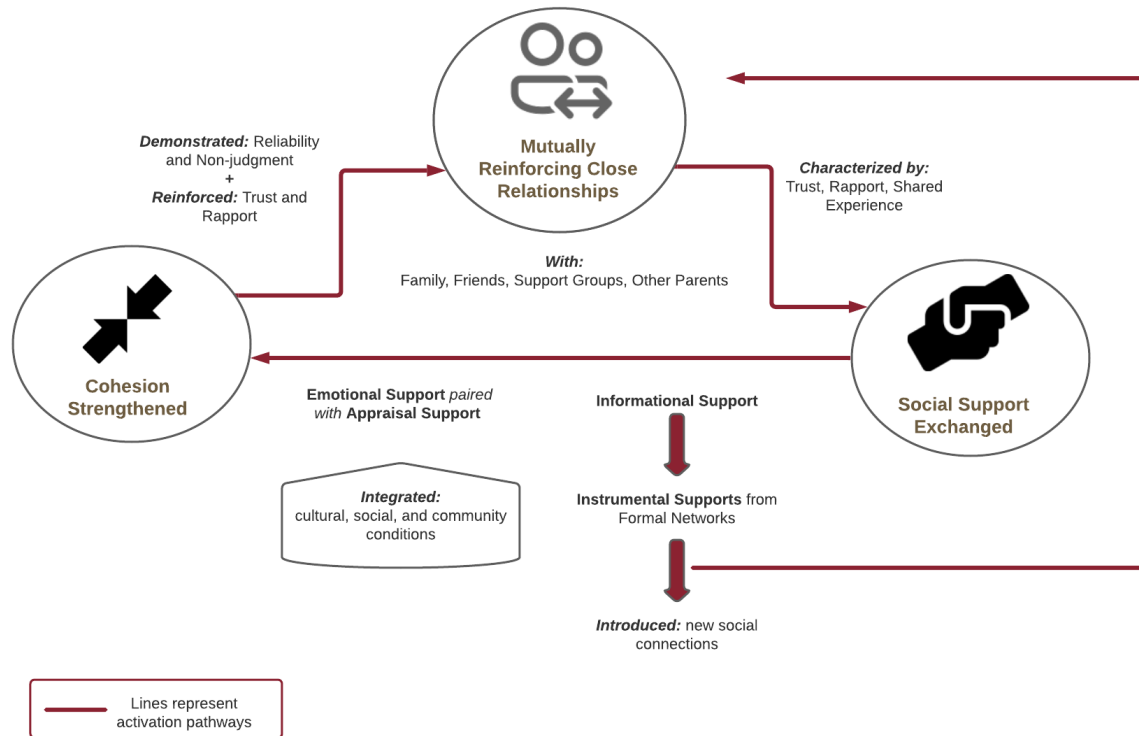 Mutually
Reinforcing Close
Relationships
Demonstrated: Reliability
and Non-judgment
+
Reinforced: Trust and
Rapport
Characterized by:
Trust, Rapport, Shared
Experience
With:
Family, Friends, Support Groups, Other Parents
Cohesion
Strengthened
Social Support
Exchanged
Emotional Support paired
with Appraisal Support
Informational Support
Integrated:
cultural, social, and community
conditions
Instrumental Supports from
Formal Networks
Introduced: new social
connections
Lines represent
activation pathways